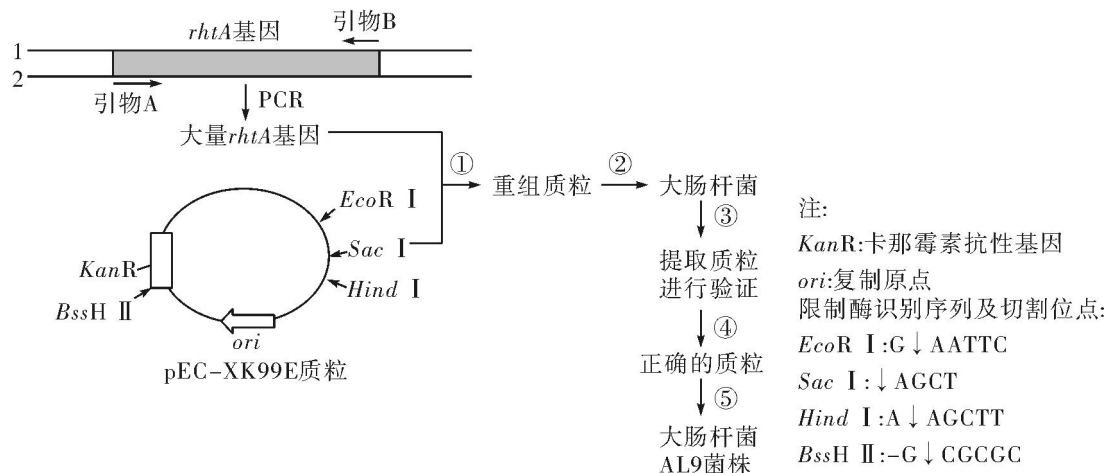 rhtA基因
引物B
1
2
引物A
PCR
大量rhtA基因
①
重组质粒
②
大肠杆菌
③
提取质粒
进行验证
④
正确的质粒
⑤
大肠杆菌
AL9菌株
EcoR Ⅰ
Sac Ⅰ
Hind Ⅰ
KanR
BssH Ⅱ
ori
pEC-XK99E质粒
注:
KanR:卡那霉素抗性基因
ori:复制原点
限制酶识别序列及切割位点:
EcoR Ⅰ:G↓AATTC
Sac Ⅰ:↓AGCT
Hind Ⅰ:A↓AGCTT
BssH Ⅱ:-G↓CGCGC